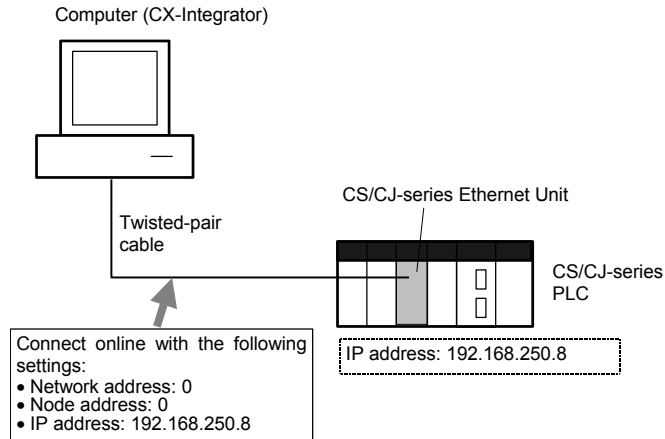 Computer (CX-Integrator)
CS/CJ-series Ethernet Unit
Twisted-pair
cable
CS/CJ-series
PLC
IP address: 192.168.250.8
Connect online with the following
settings:
• Network address: 0
• Node address: 0
• IP address: 192.168.250.8